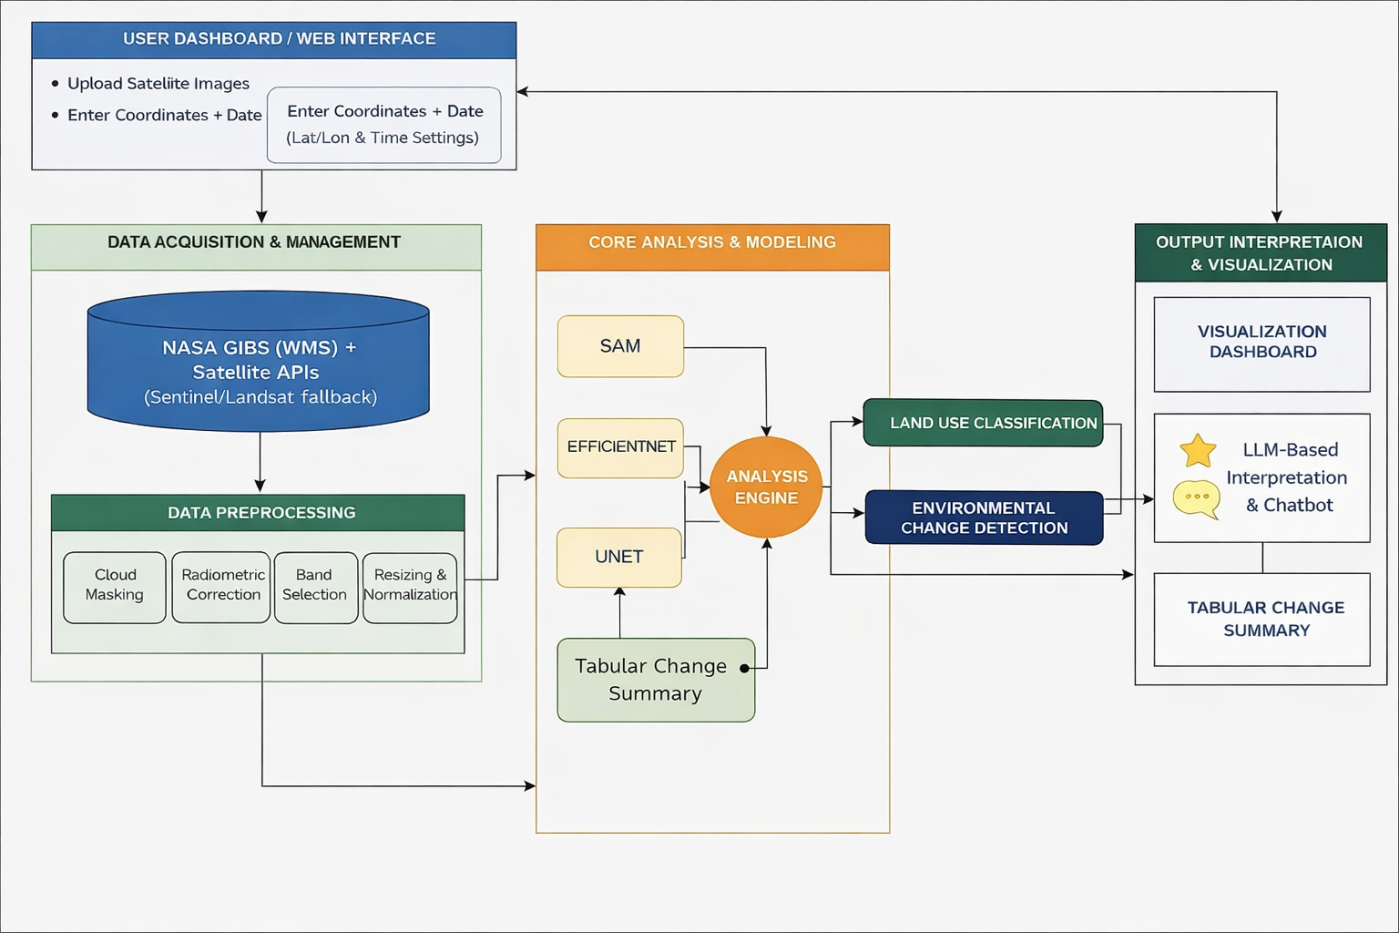 USER DASHBOARD / WEB INTERFACE
• Upload Sateliite Images
• Enter Coordinates + Date
Enter Coordinates + Date
(Lat/Lon & Time Settings)
DATA ACQUISITION & MANAGEMENT
NASA GIBS (WMS) +
Satellite APIs
(Sentinel/Landsat fallback)
DATA PREPROCESSING
Cloud
Masking
Radiometric
Correction
Band
Selection
Resizing &
Normalization
CORE ANALYSIS & MODELING
SAM
EFFICIENTNET
UNET
ANALYSIS
ENGINE
Tabular Change
Summary
LAND USE CLASSIFICATION
ENVIRONMENTAL
CHANGE DETECTION
OUTPUT INTERPRETAION
& VISUALIZATION
VISUALIZATION
DASHBOARD
LLM-Based
Interpretation
& Chatbot
TABULAR CHANGE
SUMMARY